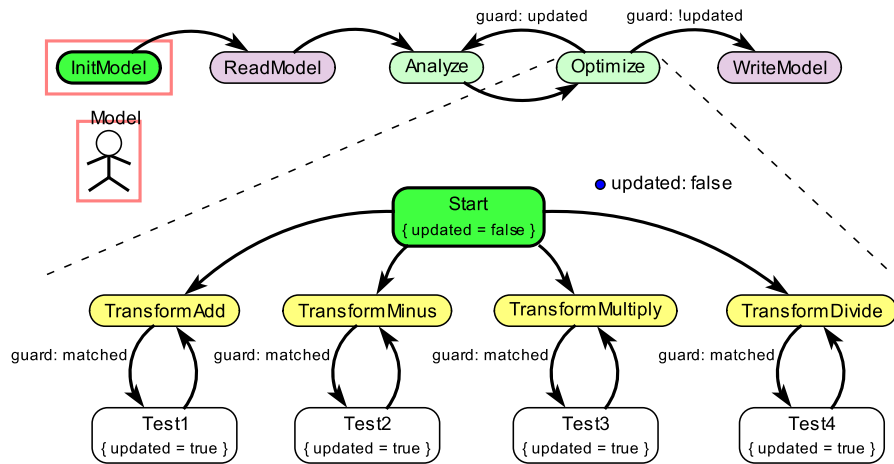 guard: updated
guard: !updated
InitModel
ReadModel
Analyze
Optimize
WriteModel
Model
updated: false
Start
{ updated = false }
TransformAdd
TransformMinus
TransformMultiply
TransformDivide
guard: matched
guard: matched
guard: matched
guard: matched
Test1
{ updated = true }
Test2
{ updated = true }
Test3
{ updated = true }
Test4
{ updated = true }